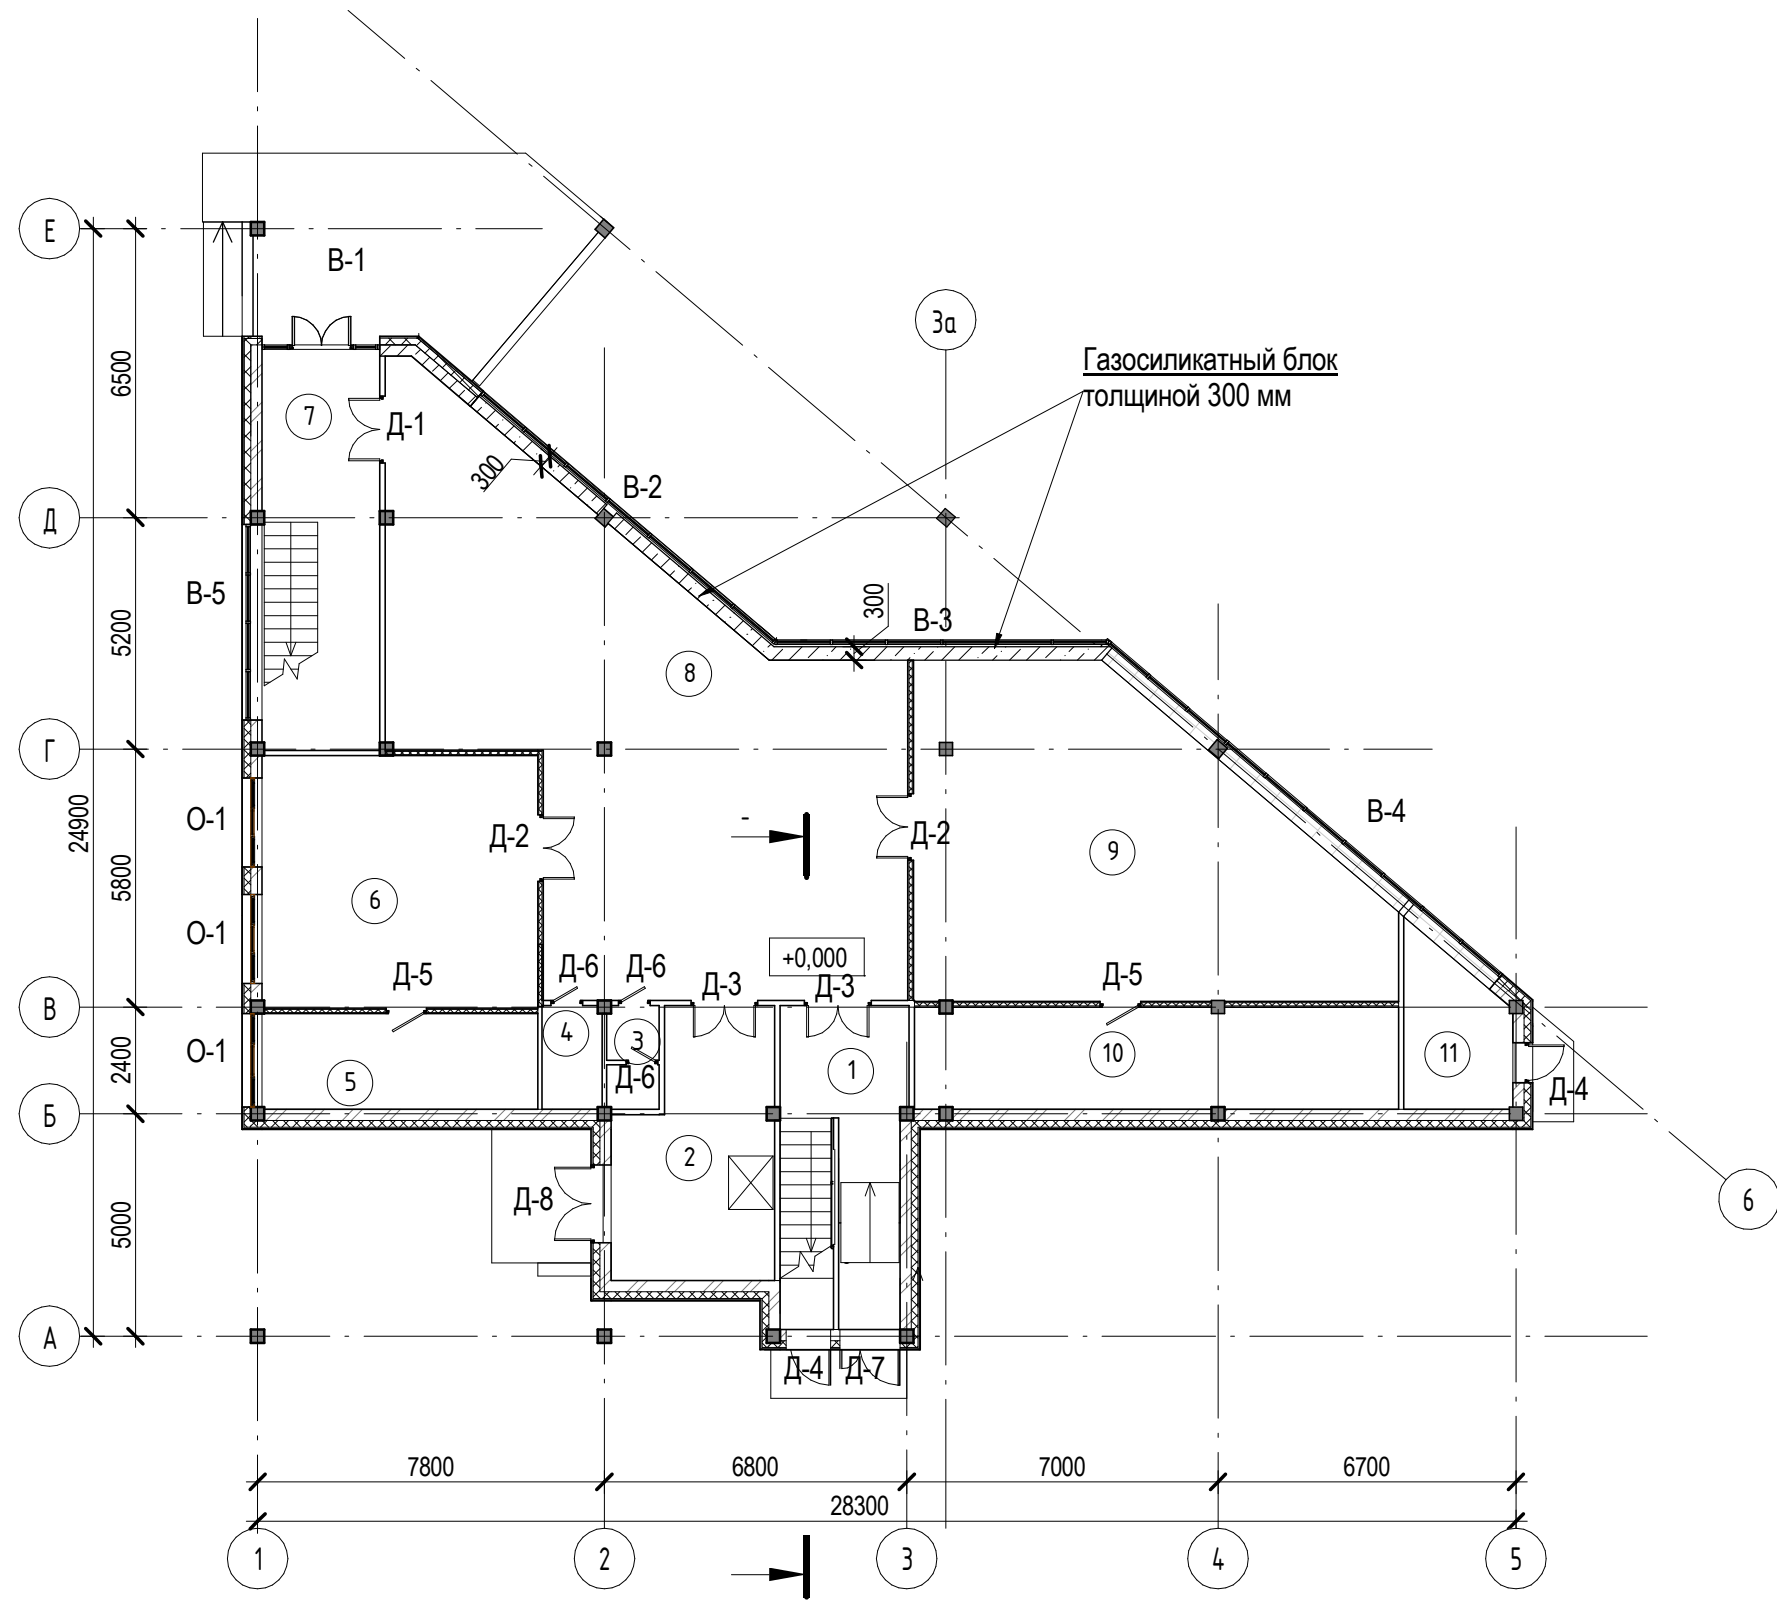 Е
В-1
3а
Газосиликатный блок
толщиной 300 мм
6500
7
Д-1
300
В-2
Д
В-5
5200
300
В-3
8
Г
24900
О-1
Д-2
-
Д-2
В-4
9
5800
6
О-1
+0,000
Д-5
Д-6
Д-6
Д-3
Д-3
Д-5
В
О-1
4
3
1
10
11
2400
5
Д-6
Д-4
Б
2
5000
Д-8
6
А
Д-4
Д-7
7800
6800
7000
6700
28300
1
2
3
4
5